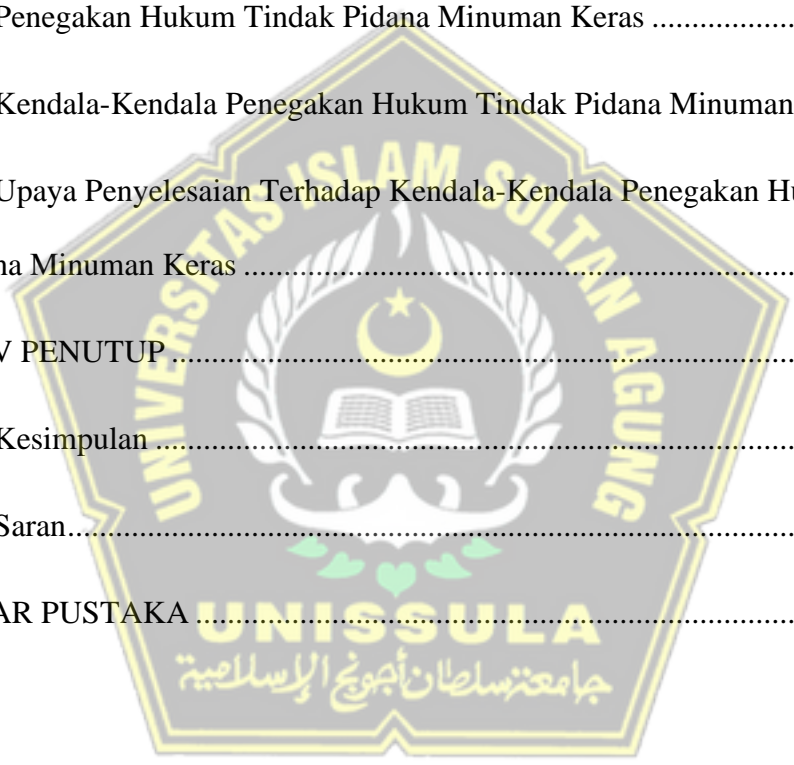 Penegakan Hukum Tindak Pidana Minuman Keras ..................
Kendala-Kendala Penegakan Hukum Tindak Pidana Minuman
Upaya Penyelesaian Terhadap Kendala-Kendala Penegakan Hu
na Minuman Keras ......................................................................
V PENUTUP ...............................................................................
Kesimpulan .................................................................................
Saran............................................................................................
AR PUSTAKA ............................................................................
UNIVERSITAS ISLAM SULTAN AGUNG
UNISSULA
جامعتنسلطان أجونج الإسلامية